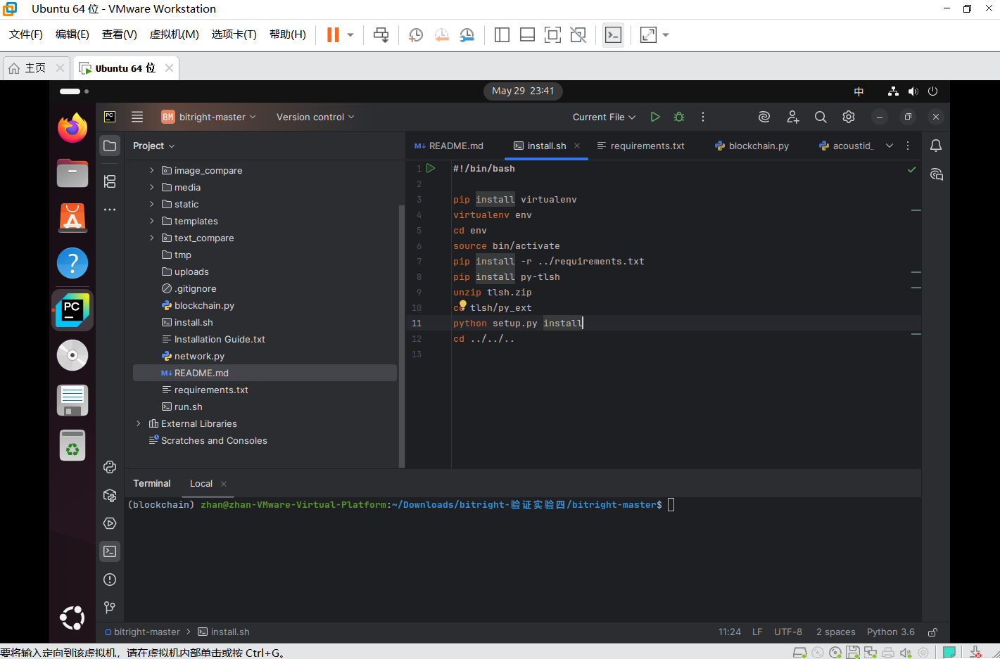 Ubuntu 64 位 - VMware Workstation
文件(F) 编辑(E) 查看(V) 虚拟机(M) 选项卡(T) 帮助(H)
主页 Ubuntu 64 位
May 29 23:41 中
PC BM bitright-master Version control Current File
Project M↓ README.md install.sh requirements.txt blockchain.py acoustid_
image_compare
media
static
templates
text_compare
tmp
uploads
.gitignore
blockchain.py
install.sh
Installation Guide.txt
network.py
M↓ README.md
requirements.txt
run.sh
External Libraries
Scratches and Consoles
1 #!/bin/bash
2
3 pip install virtualenv
4 virtualenv env
5 cd env
6 source bin/activate
7 pip install -r ../requirements.txt
8 pip install py-tlsh
9 unzip tlsh.zip
10 cd tlsh/py_ext
11 python setup.py install
12 cd ../../..
13
PC
Terminal Local
(blockchain) zhan@zhan-VMware-Virtual-Platform:~/Downloads/bitright-验证实验四/bitright-master$
bitright-master > install.sh 11:24 LF UTF-8 2 spaces Python 3.6
要将输入定向到该虚拟机，请在虚拟机内部单击或按 Ctrl+G。